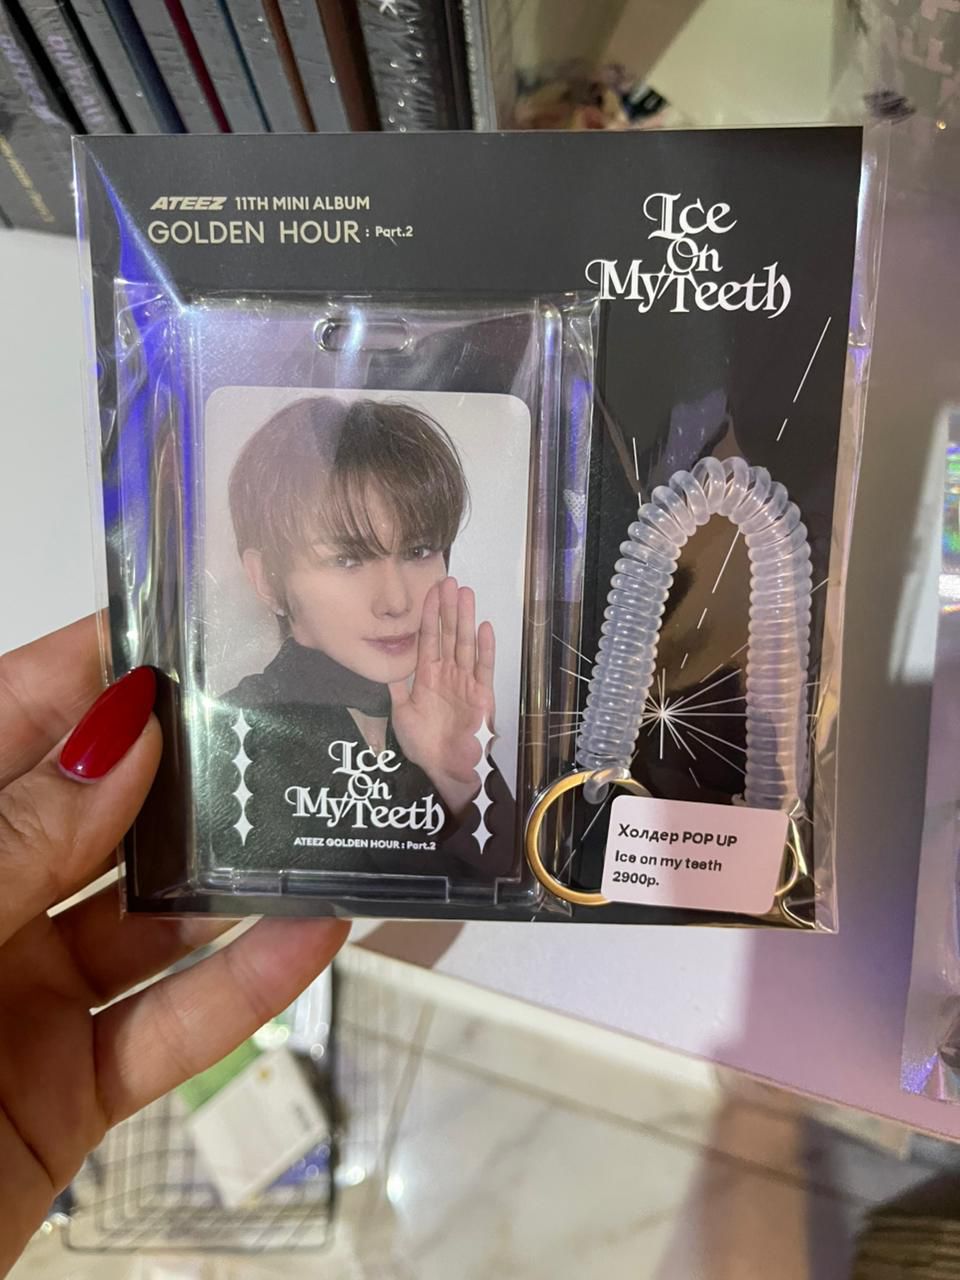 ATEEZ 11TH MINI ALBUM
GOLDEN HOUR : Part.2
Ice
On
My Teeth
Ice
On
My Teeth
ATEEZ GOLDEN HOUR : Part.2
Холдер POP UP
Ice on my teeth
2900р.